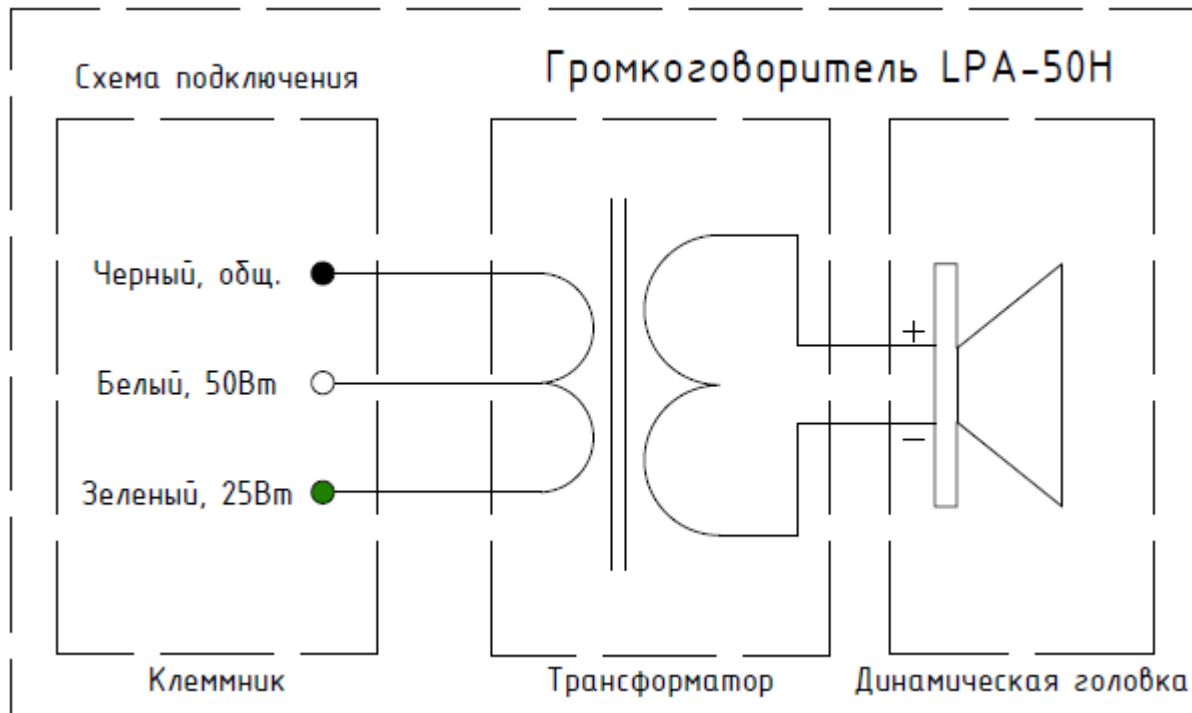 Громкоговоритель LPA-50H
Схема подключения
Черный, общ.
Белый, 50Вт
Зеленый, 25Вт
+
−
Клеммник
Трансформатор
Динамическая головка